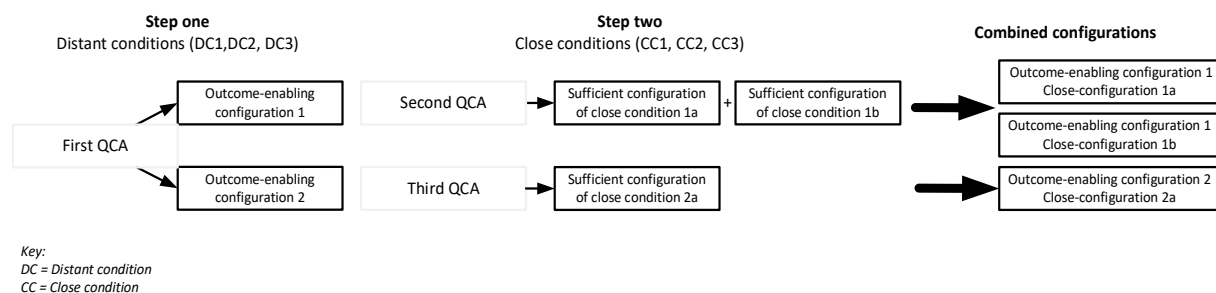 Step one
Distant conditions (DC1,DC2, DC3)
Step two
Close conditions (CC1, CC2, CC3)
Combined configurations
First QCA
Outcome-enabling
configuration 1
Outcome-enabling
configuration 2
Second QCA
Sufficient configuration
of close condition 1a
+
Sufficient configuration
of close condition 1b
Third QCA
Sufficient configuration
of close condition 2a
Outcome-enabling configuration 1
Close-configuration 1a
Outcome-enabling configuration 1
Close-configuration 1b
Outcome-enabling configuration 2
Close-configuration 2a
Key:
DC = Distant condition
CC = Close condition